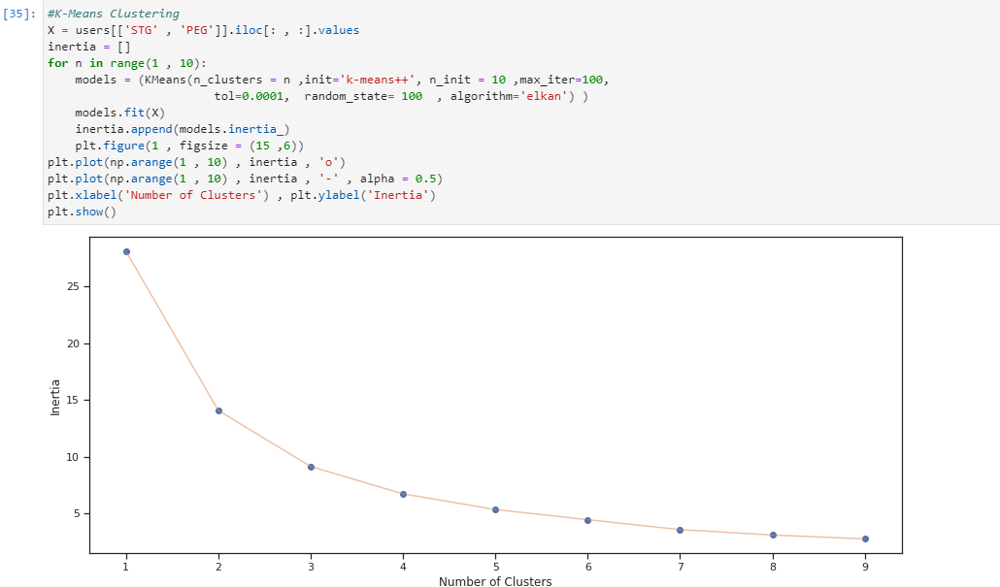 [35]: #K-Means Clustering
X = users[['STG' , 'PEG']].iloc[: , :].values
inertia = []
for n in range(1 , 10):
    models = (KMeans(n_clusters = n ,init='k-means++', n_init = 10 ,max_iter=100,
                        tol=0.0001,  random_state= 100  , algorithm='elkan') )
    models.fit(X)
    inertia.append(models.inertia_)
    plt.figure(1 , figsize = (15 ,6))
plt.plot(np.arange(1 , 10) , inertia , 'o')
plt.plot(np.arange(1 , 10) , inertia , '-' , alpha = 0.5)
plt.xlabel('Number of Clusters') , plt.ylabel('Inertia')
plt.show()
25
20
15
10
5
Inertia
1 2 3 4 5 6 7 8 9
Number of Clusters